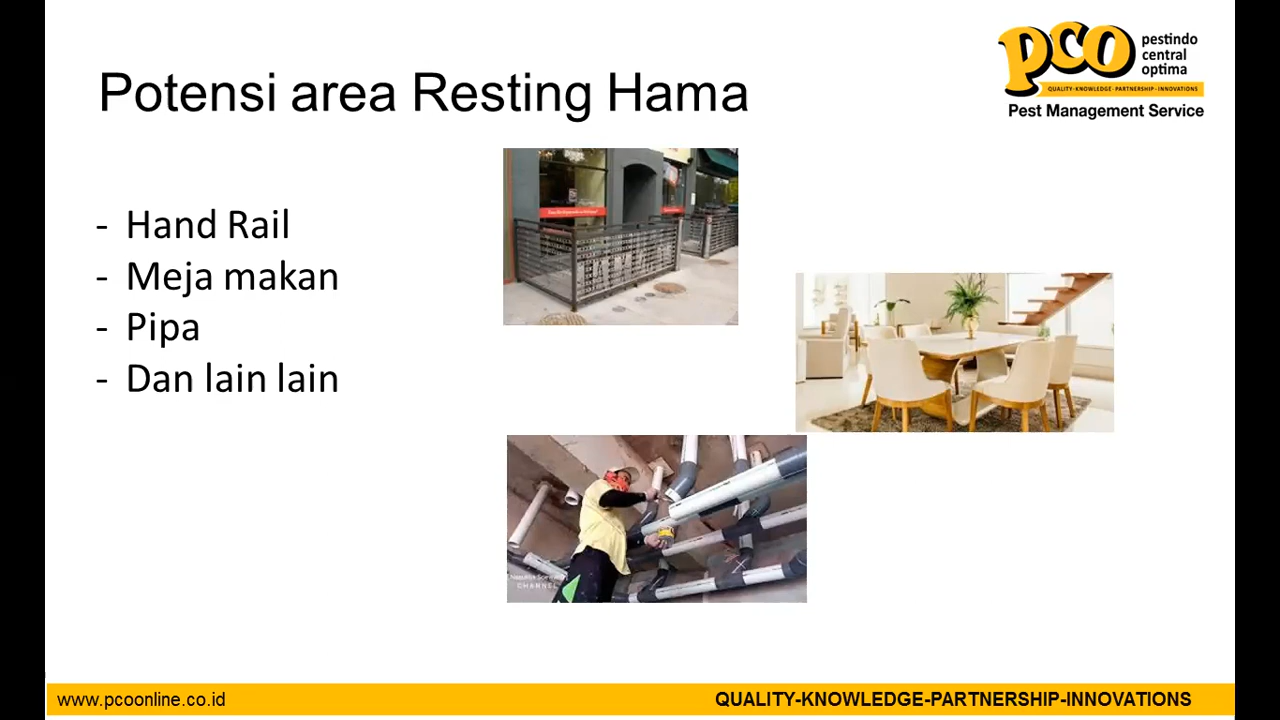 Potensi area Resting Hama
pco
pestindo
central
optima
QUALITY-KNOWLEDGE-PARTNERSHIP-INNOVATIONS
Pest Management Service
- Hand Rail
- Meja makan
- Pipa
- Dan lain lain
CHANNEL
www.pcoonline.co.id
QUALITY-KNOWLEDGE-PARTNERSHIP-INNOVATIONS